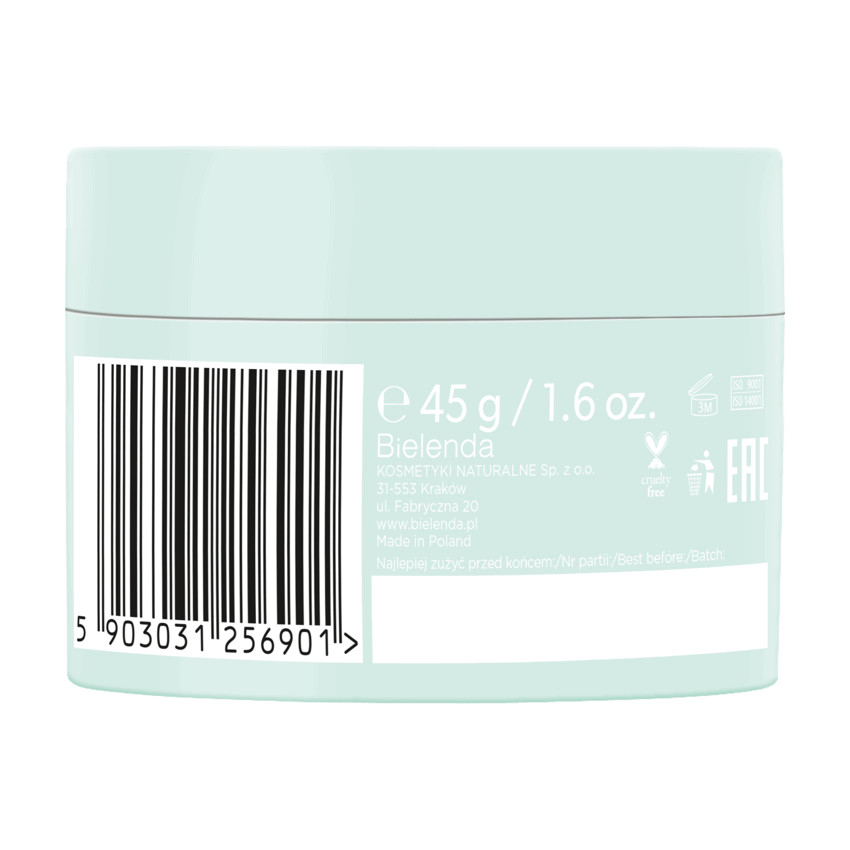 ℮ 45 g / 1.6 oz.
Bielenda
KOSMETYKI NATURALNE Sp. z o.o.
31-553 Kraków
ul. Fabryczna 20
www.bielenda.pl
Made in Poland
Najlepiej zużyć przed końcem:/Nr partii:/Best before:/Batch:
3M
ISO 9001
ISO 14001
cruelty
free
EAC
5 903031 256901 >